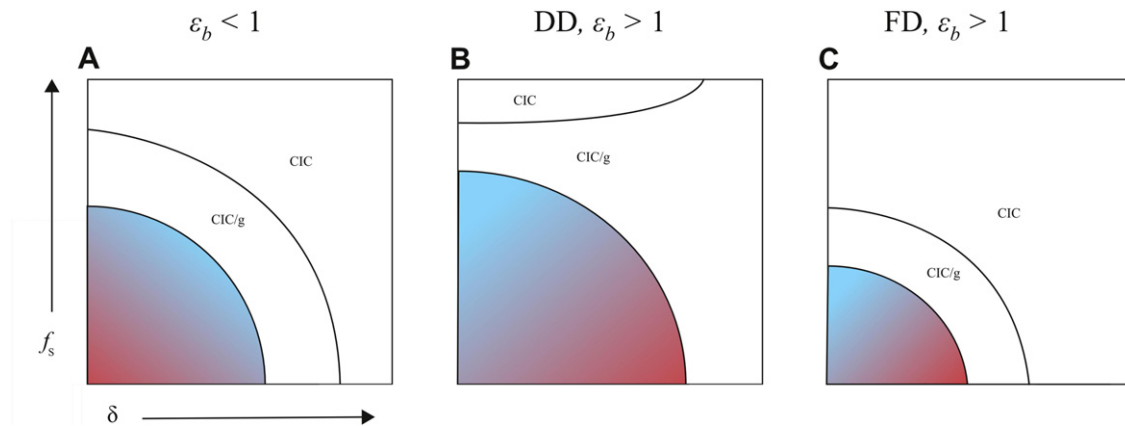 ε_b < 1
DD, ε_b > 1
FD, ε_b > 1
A
B
C
CIC
CIC/g
CIC
CIC/g
CIC
CIC/g
f_s
δ